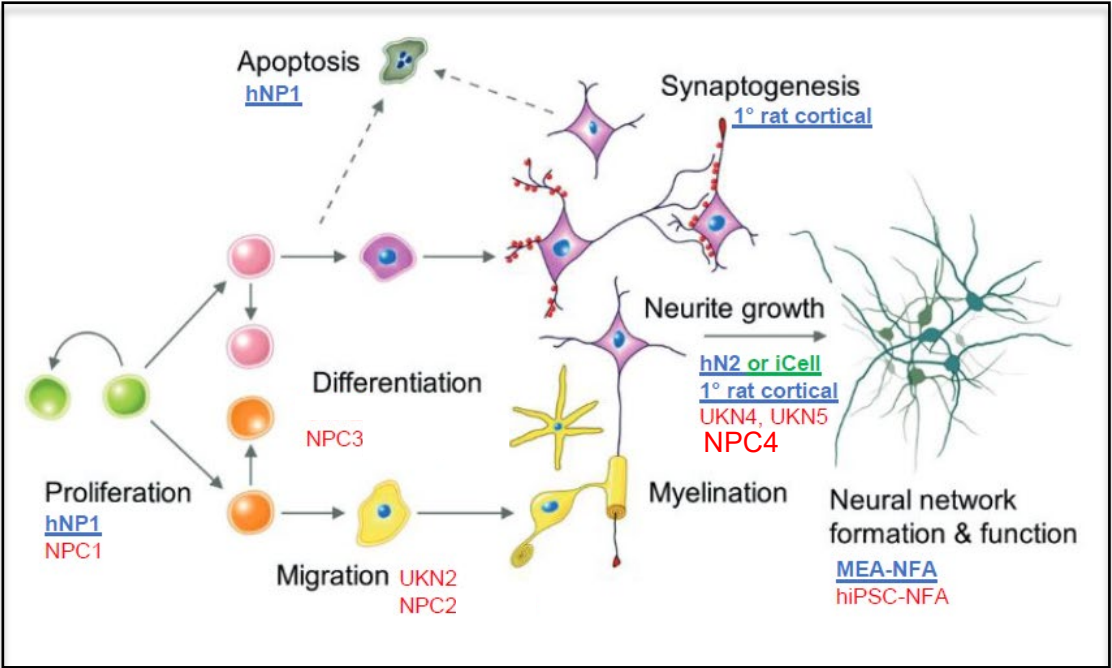 Apoptosis
hNP1
Synaptogenesis
1° rat cortical
Neurite growth
hN2 or iCell
1° rat cortical
UKN4, UKN5
NPC4
Differentiation
NPC3
Proliferation
hNP1
NPC1
Migration UKN2
NPC2
Myelination
Neural network
formation & function
MEA-NFA
hiPSC-NFA